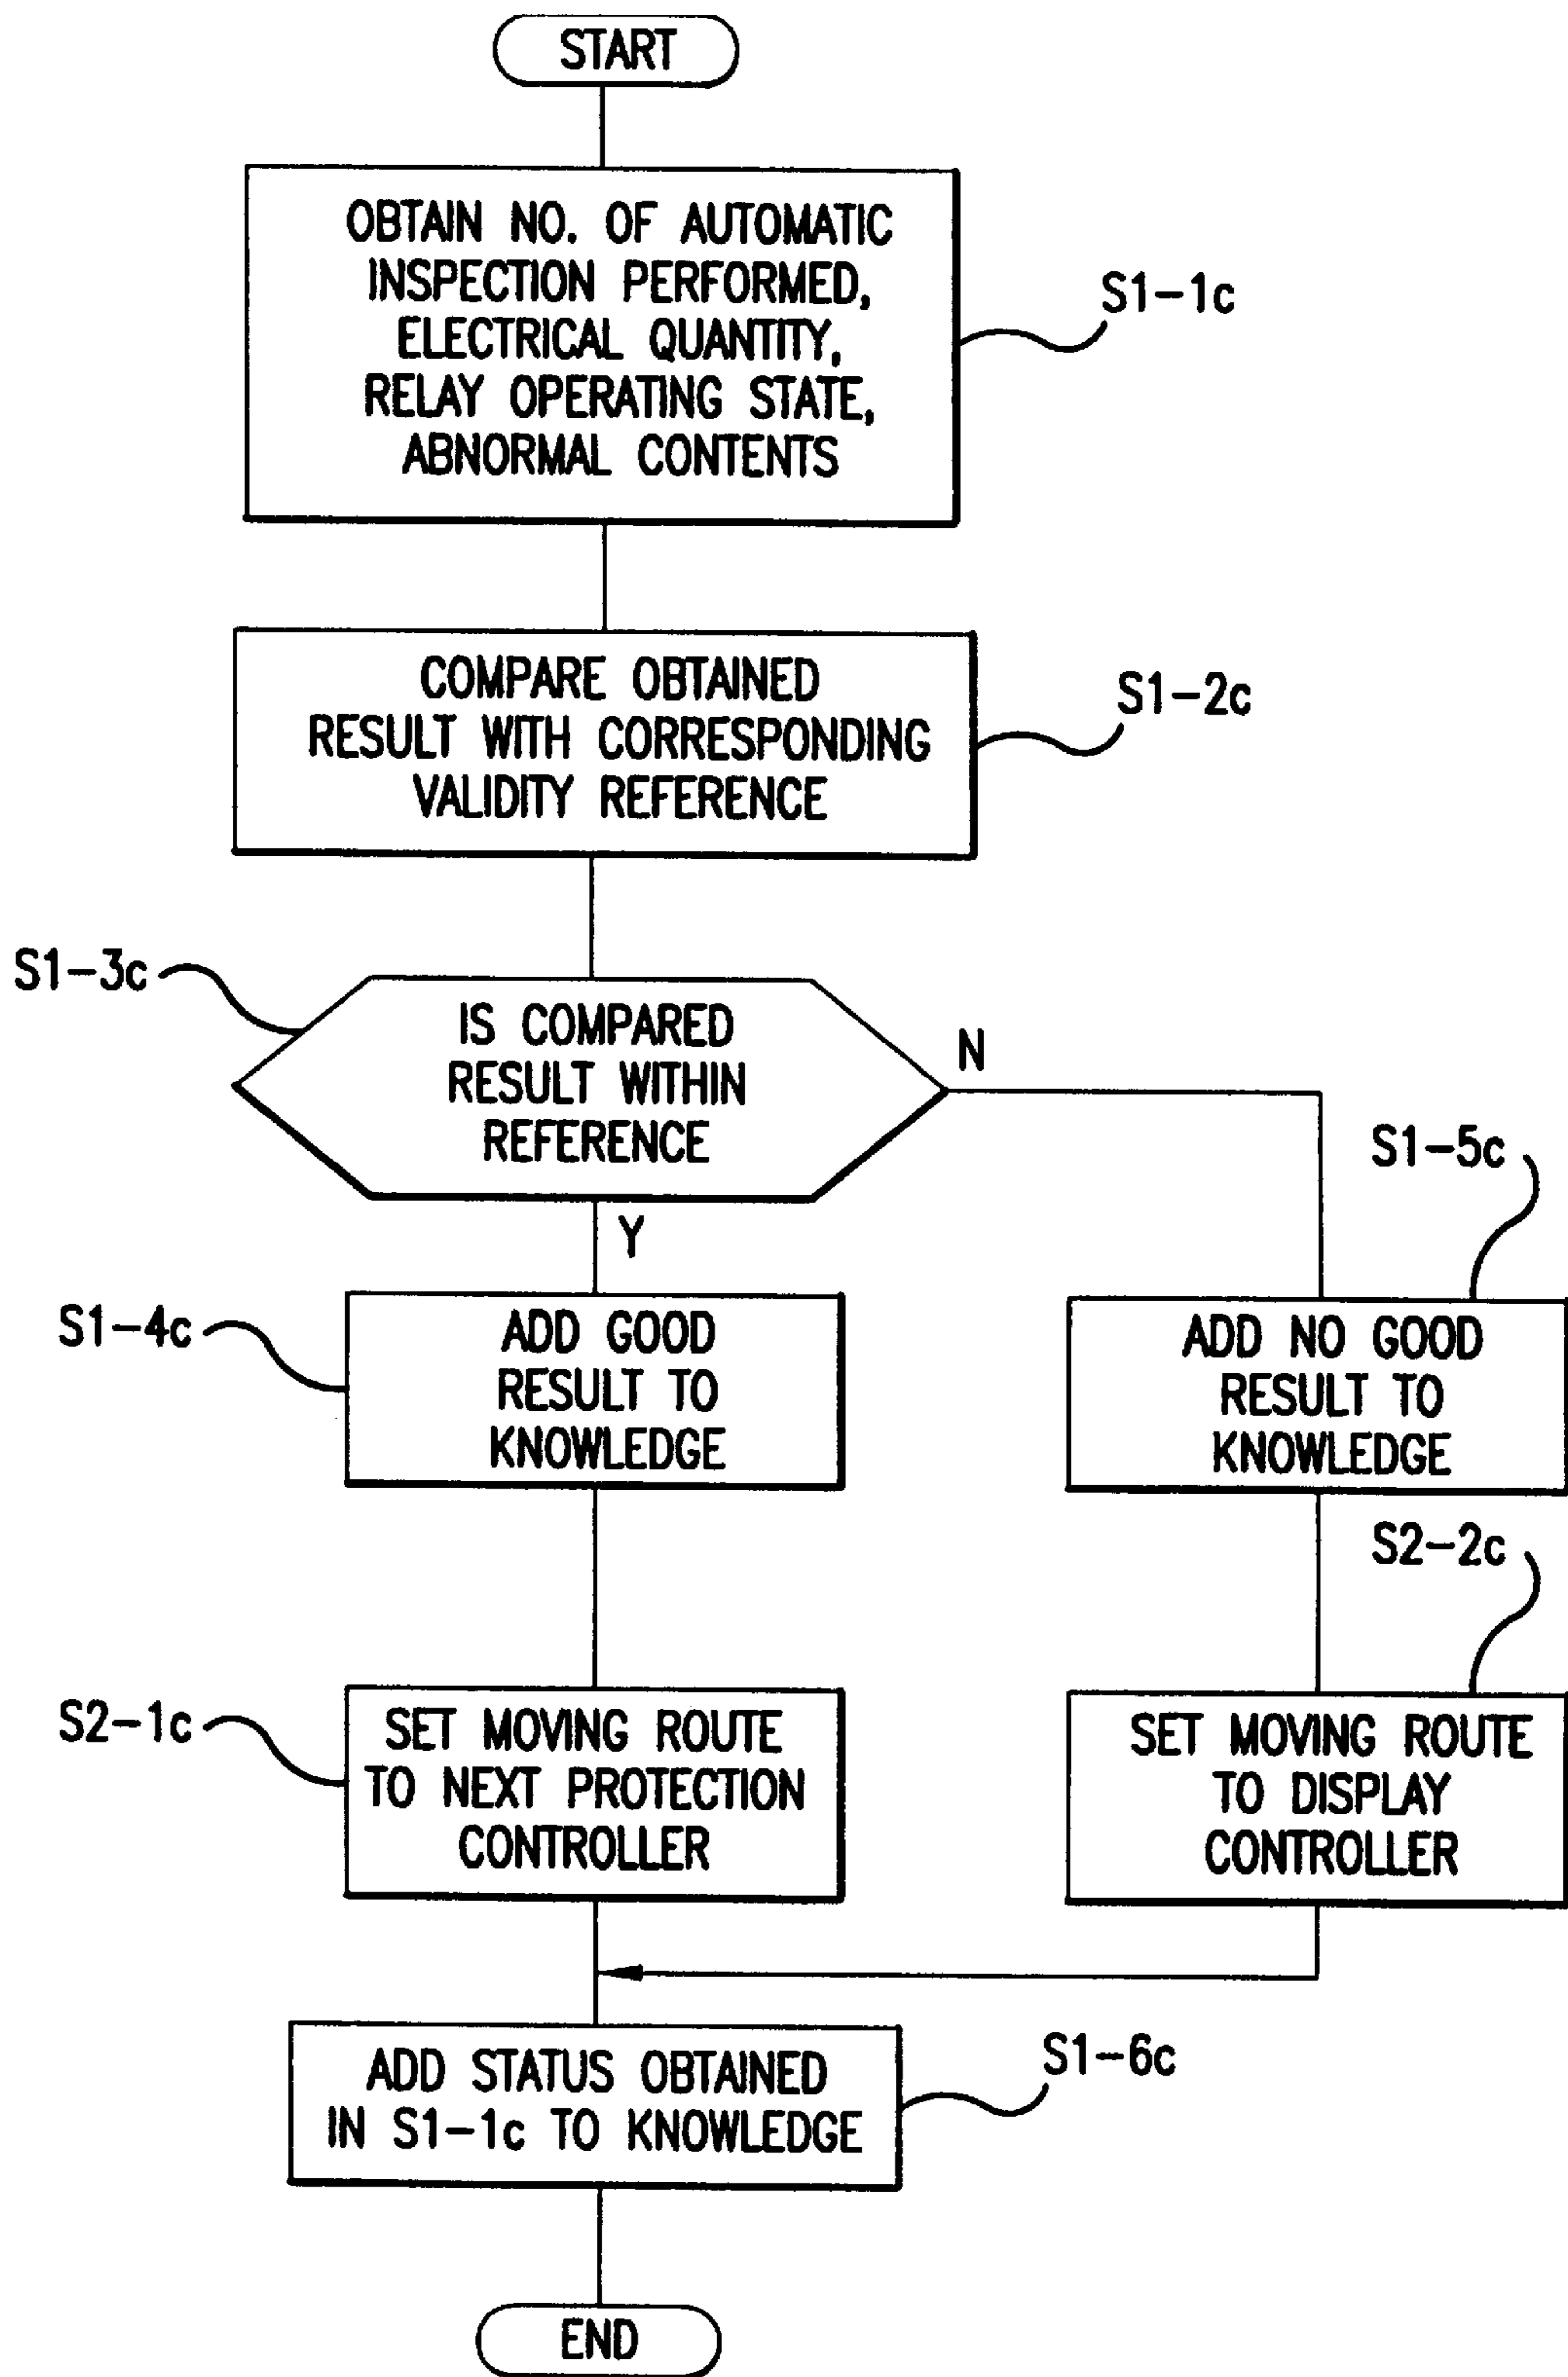 START
OBTAIN NO. OF AUTOMATIC
INSPECTION PERFORMED,
ELECTRICAL QUANTITY,
RELAY OPERATING STATE,
ABNORMAL CONTENTS
S1-1c
COMPARE OBTAINED
RESULT WITH CORRESPONDING
VALIDITY REFERENCE
S1-2c
S1-3c
IS COMPARED
RESULT WITHIN
REFERENCE
N
Y
S1-4c
ADD GOOD
RESULT TO
KNOWLEDGE
S1-5c
ADD NO GOOD
RESULT TO
KNOWLEDGE
S2-1c
SET MOVING ROUTE
TO NEXT PROTECTION
CONTROLLER
S2-2c
SET MOVING ROUTE
TO DISPLAY
CONTROLLER
ADD STATUS OBTAINED
IN S1-1c TO KNOWLEDGE
S1-6c
END